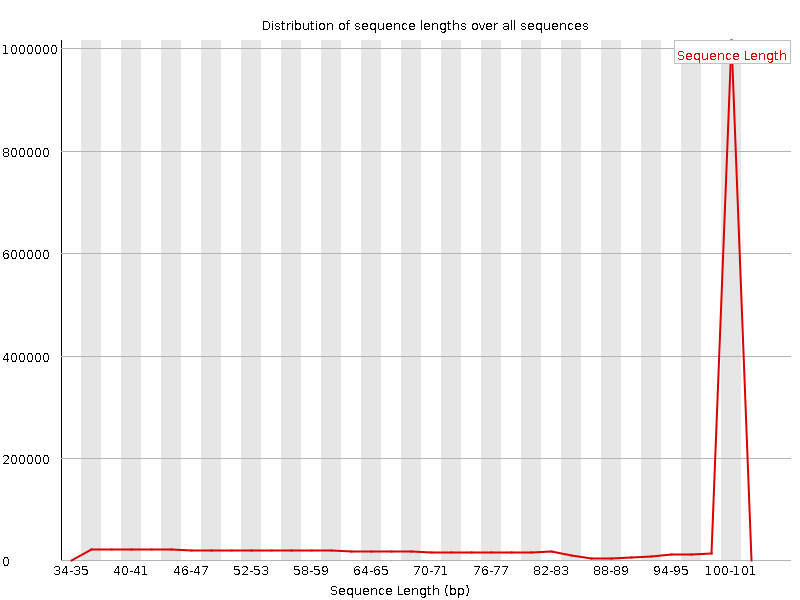 Distribution of sequence lengths over all sequences
Sequence Length
1000000
800000
600000
400000
200000
0
34-35 40-41 46-47 52-53 58-59 64-65 70-71 76-77 82-83 88-89 94-95 100-101
Sequence Length (bp)